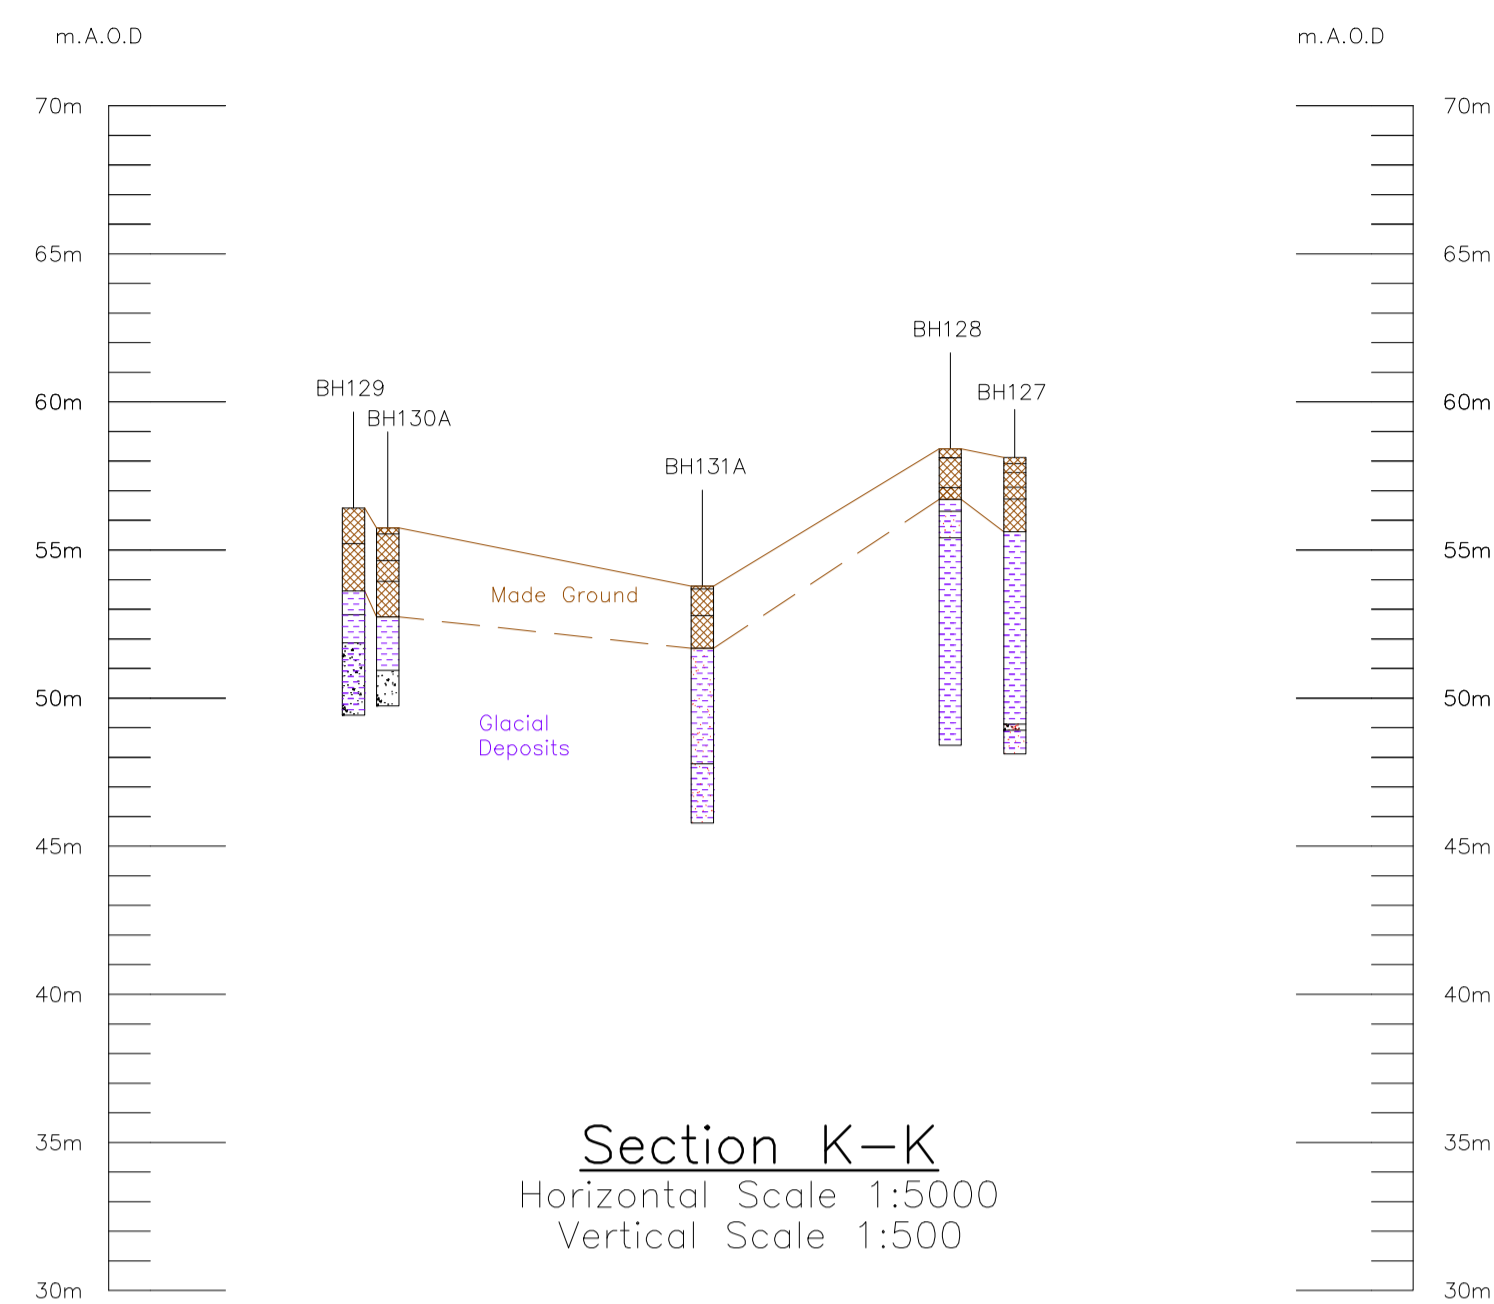 m.A.O.D
m.A.O.D
70m
70m
65m
65m
BH128
60m
BH129
BH127
60m
BH130A
BH131A
55m
55m
Made Ground
50m
50m
Glacial
Deposits
45m
45m
40m
40m
35m
35m
Section K-K
Horizontal Scale 1:5000
Vertical Scale 1:500
30m
30m